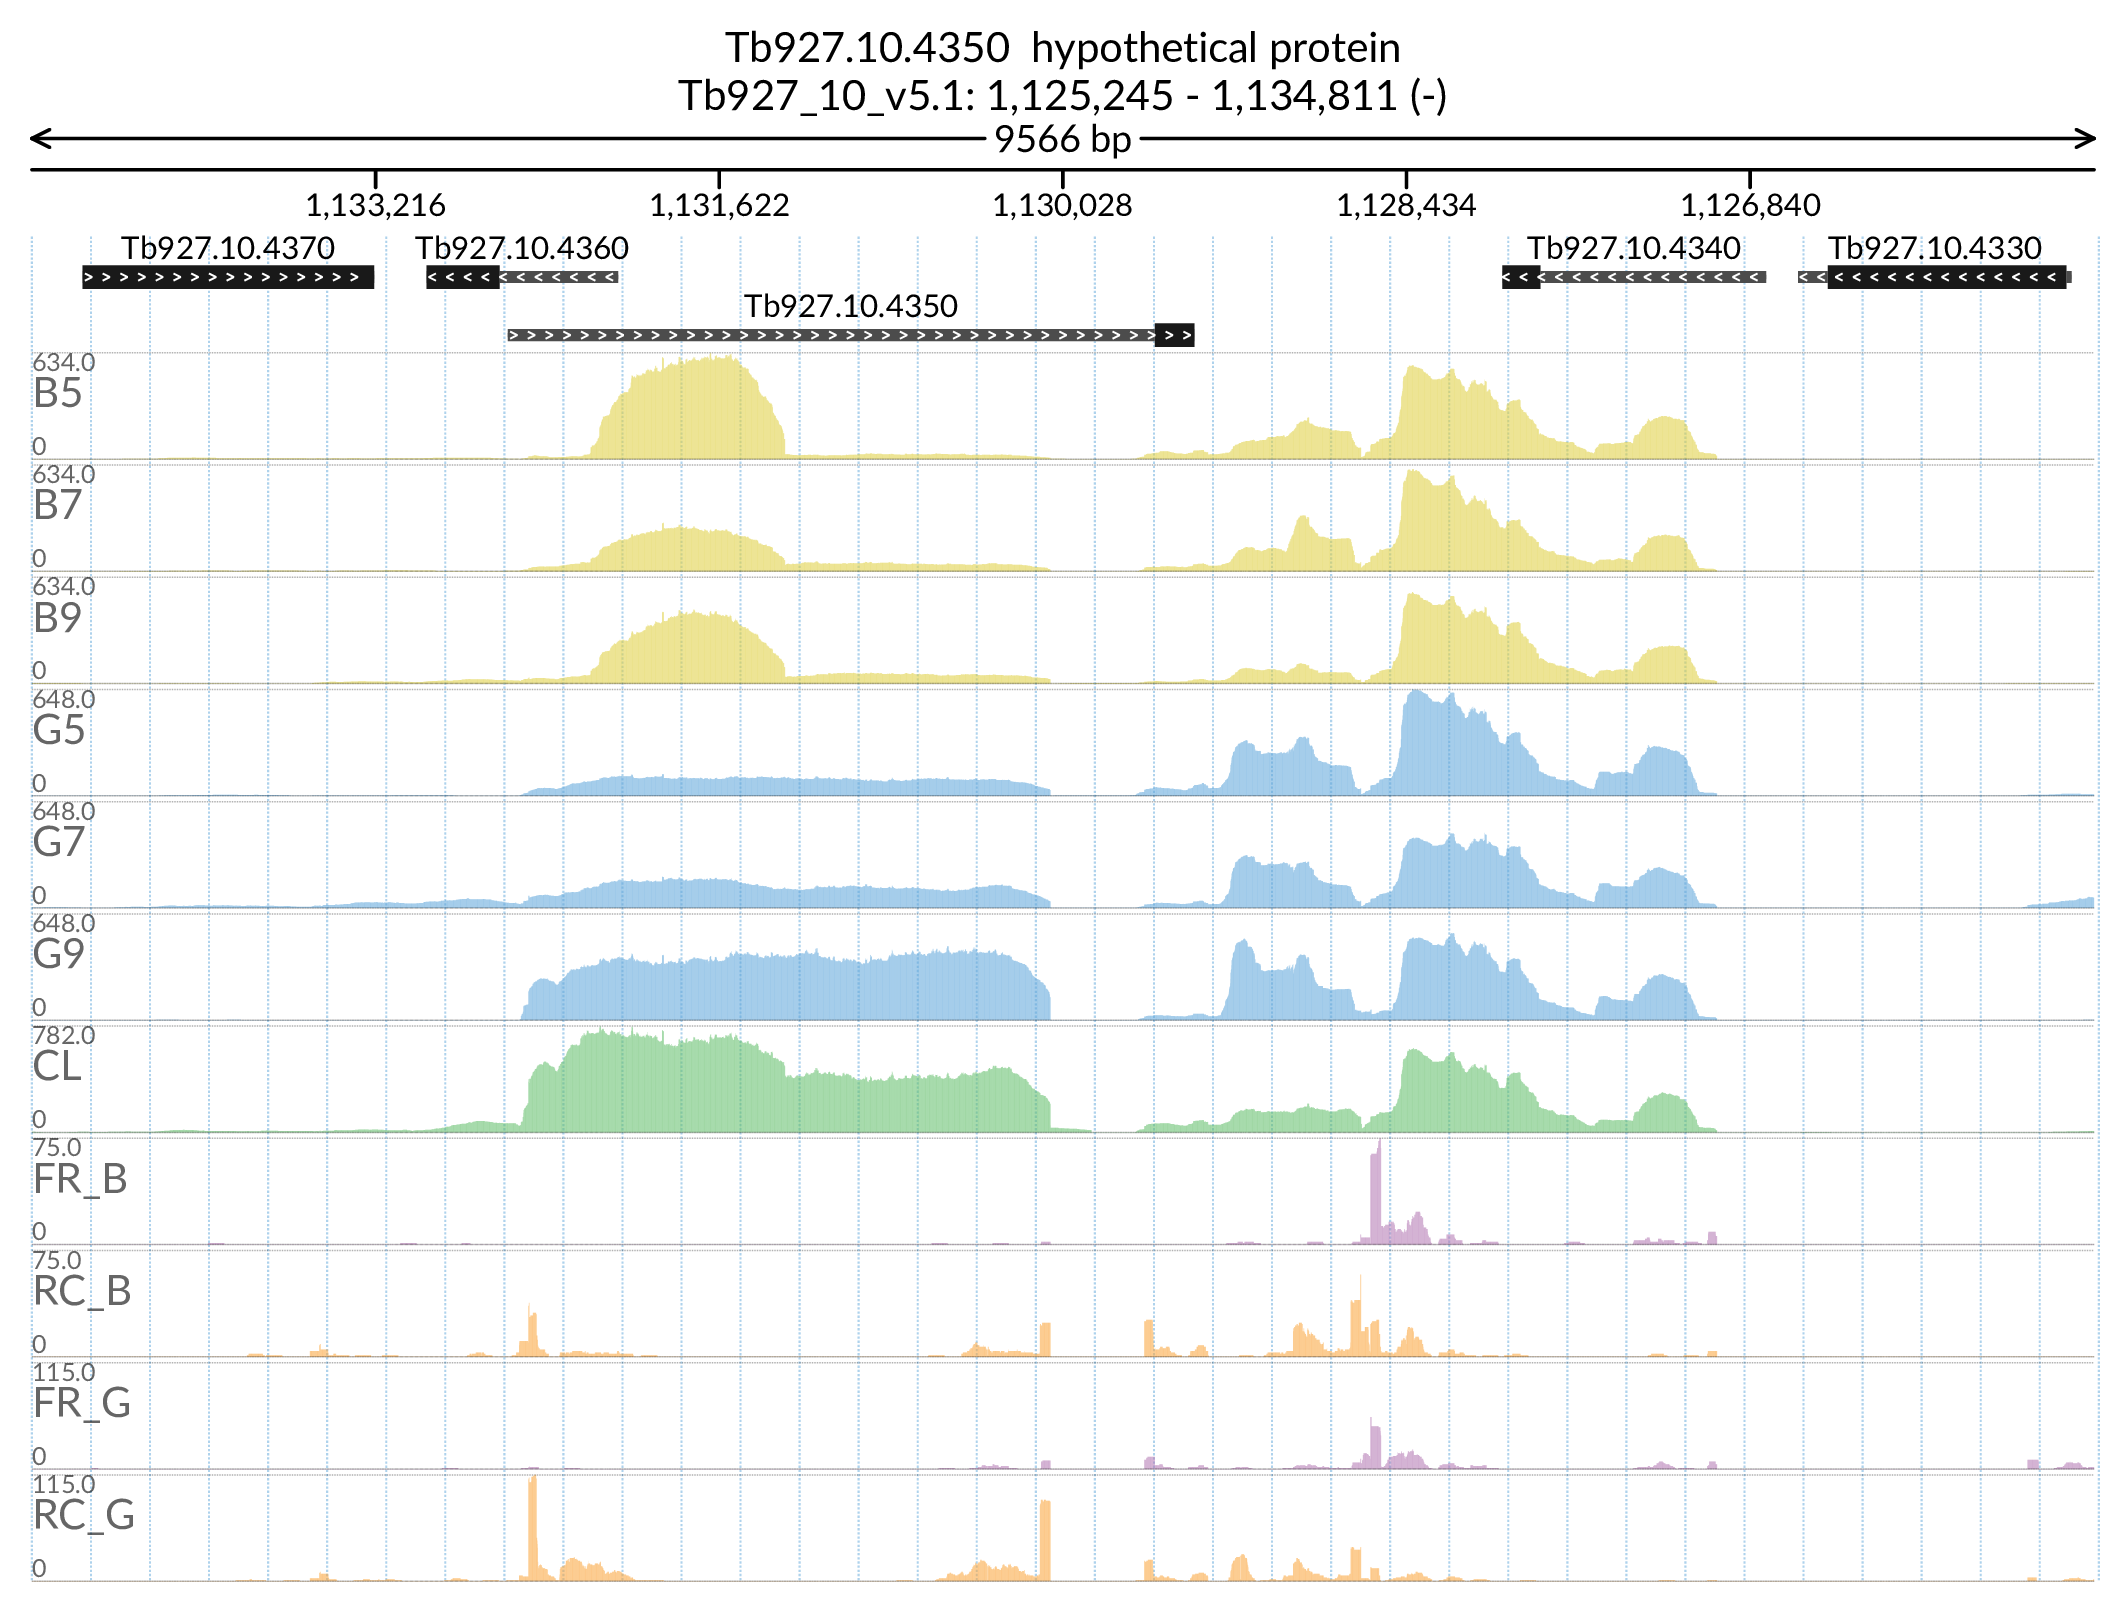 Tb927.10.4350  hypothetical protein
Tb927_10_v5.1: 1,125,245 - 1,134,811 (-)
9566 bp
1,133,216 1,131,622 1,130,028 1,128,434 1,126,840
Tb927.10.4370 Tb927.10.4360 Tb927.10.4340 Tb927.10.4330
Tb927.10.4350
634.0
B5
0
634.0
B7
0
634.0
B9
0
648.0
G5
0
648.0
G7
0
648.0
G9
0
782.0
CL
0
75.0
FR_B
0
75.0
RC_B
0
115.0
FR_G
0
115.0
RC_G
0